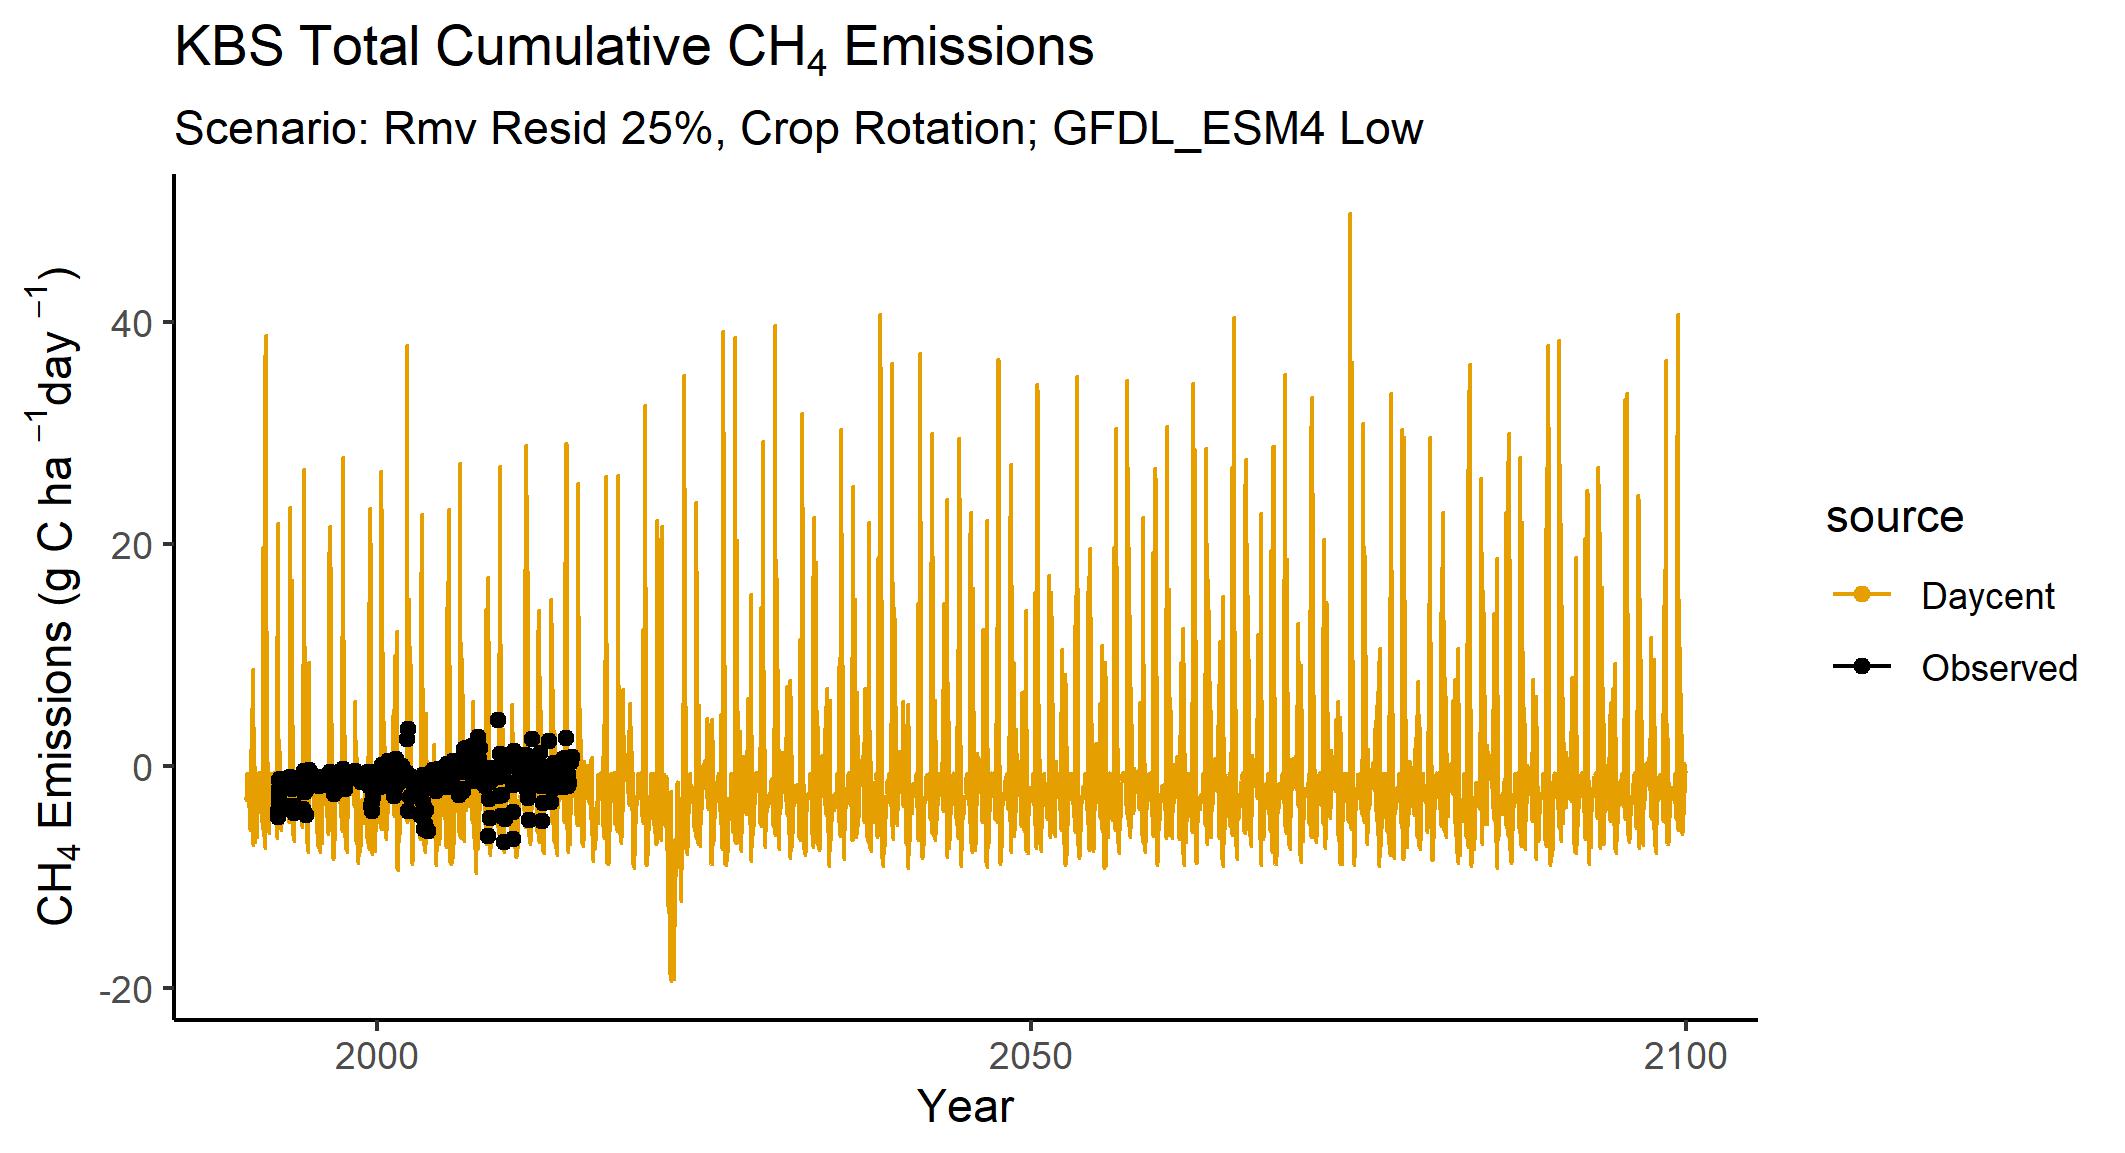 KBS Total Cumulative CH₄ Emissions
Scenario: Rmv Resid 25%, Crop Rotation; GFDL_ESM4 Low
CH₄ Emissions (g C ha ⁻¹day ⁻¹)
40
20
0
-20
2000
2050
2100
Year
source
Daycent
Observed